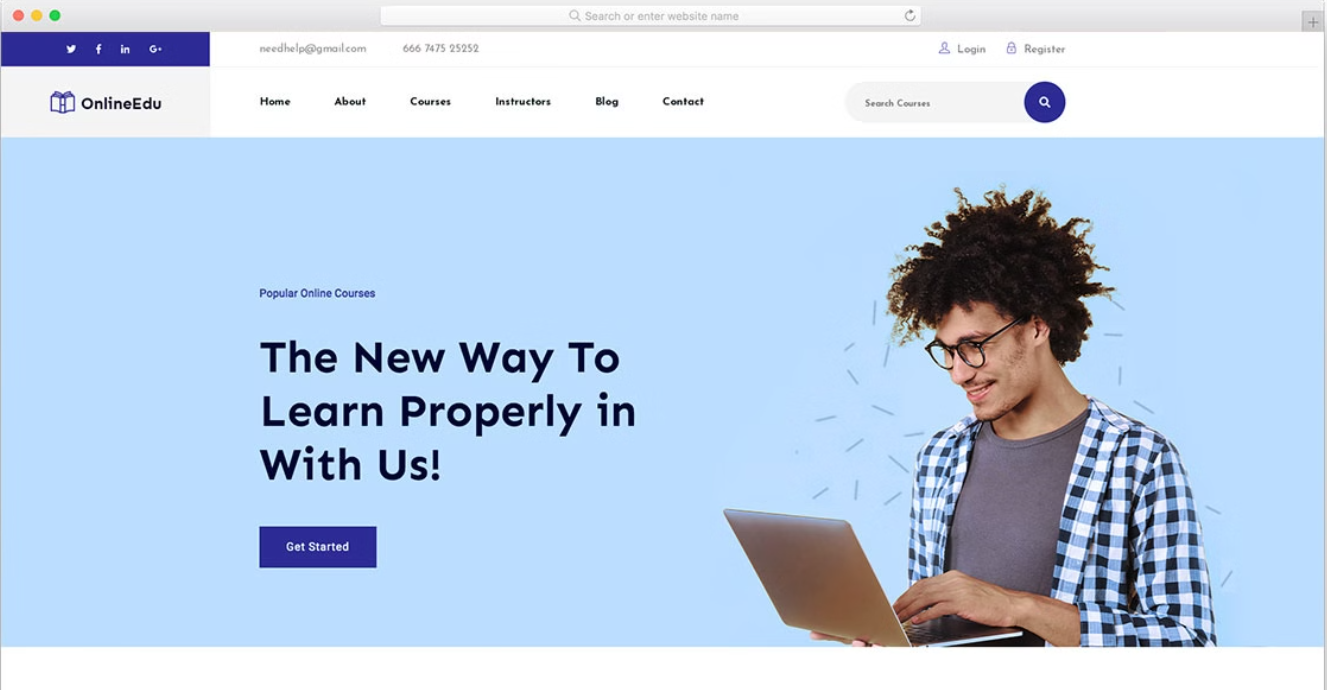 Search or enter website name
needhelp@gmail.com 666 7475 25252 Login Register
OnlineEdu Home About Courses Instructors Blog Contact Search Courses
Popular Online Courses
The New Way To
Learn Properly in
With Us!
Get Started